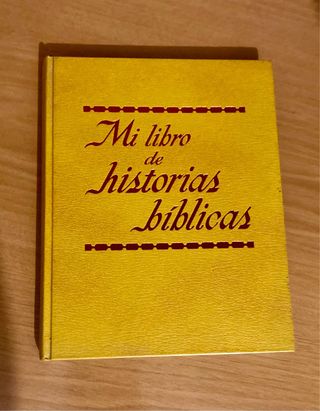 Mi libro
de
historias
bíblicas